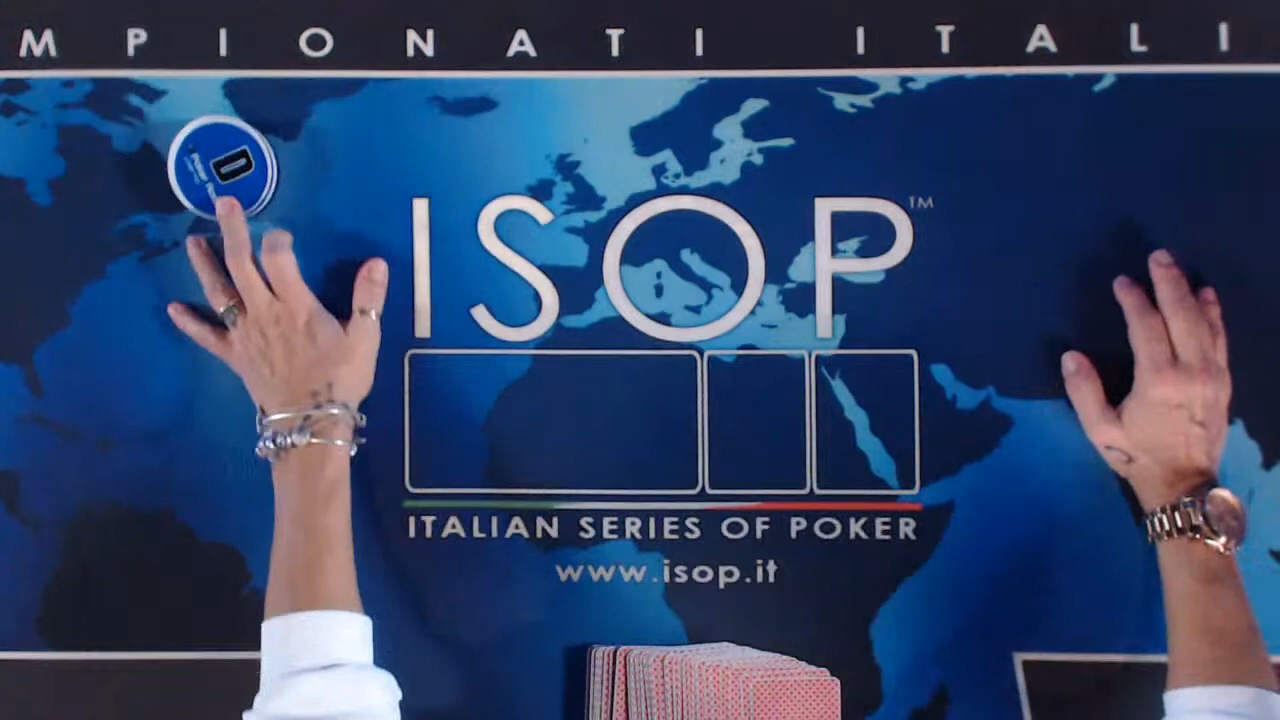 MPIONATI ITALI
ISOP™
ITALIAN SERIES OF POKER
www.isop.it
D